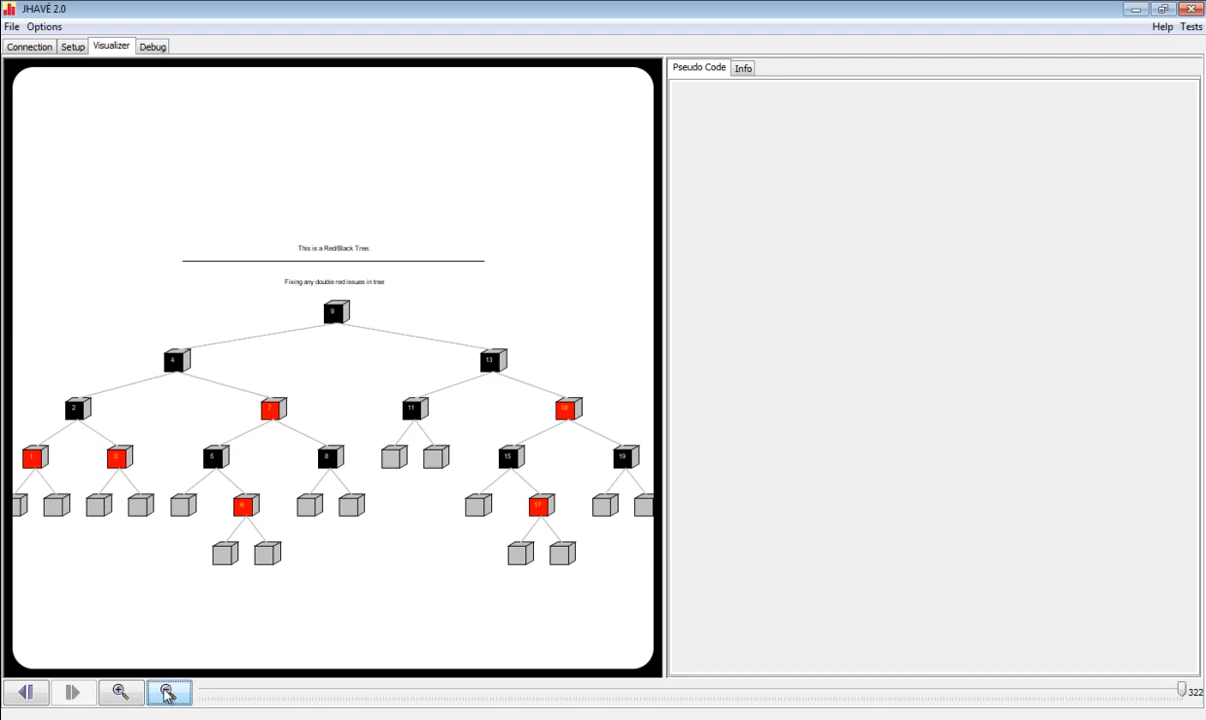 JHAVÉ 2.0
File Options Help Tests
Connection Setup Visualizer Debug
Pseudo Code Info
This is a Red/Black Tree.
Fixing any double red issues in tree
9
4 13
2 7 11 18
1 3 5 8 15 19
6 17
322